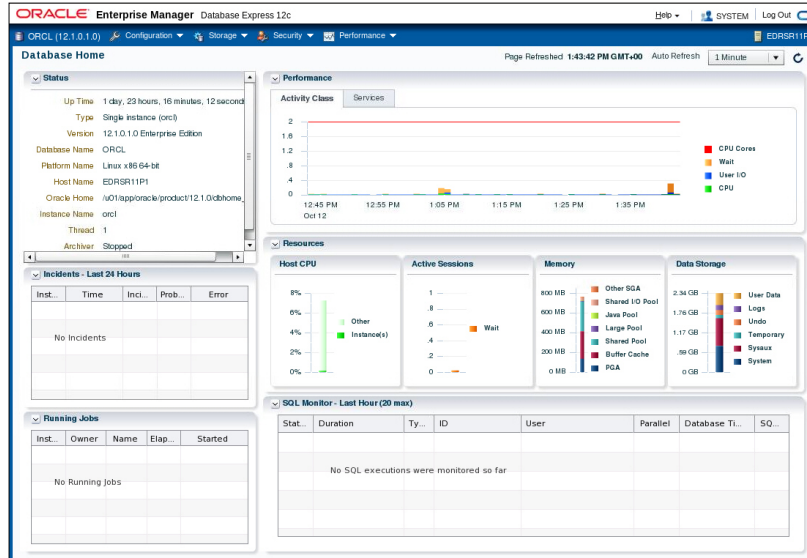 ORACLE Enterprise Manager Database Express 12c
Help SYSTEM Log Out
ORCL (12.1.0.1.0) Configuration Storage Security Performance EDRSR11P
Database Home
Page Refreshed 1:43:42 PM GMT+00 Auto Refresh 1 Minute
Status
Up Time 1 day, 23 hours, 16 minutes, 12 second
Type Single instance (orcl)
Version 12.1.0.1.0 Enterprise Edition
Database Name ORCL
Platform Name Linux x86 64-bit
Host Name EDRSR11P1
Oracle Home /u01/app/oracle/product/12.1.0/dbhome_
Instance Name orcl
Thread 1
Archiver Stopped
Performance
Activity Class Services
2
1.6
1.2
.8
.4
0
12:45 PM 12:55 PM 1:05 PM 1:15 PM 1:25 PM 1:35 PM
Oct 12
CPU Cores
Wait
User I/O
CPU
Incidents - Last 24 Hours
Inst... Time Inci... Prob... Error
No Incidents
Resources
Host CPU
8%
6%
4%
2%
0%
Other
Instance(s)
Active Sessions
1
.8
.6
.4
.2
0
Wait
Memory
800 MB
600 MB
400 MB
200 MB
0 MB
Other SGA
Shared I/O Pool
Java Pool
Large Pool
Shared Pool
Buffer Cache
PGA
Data Storage
2.34 GB
1.76 GB
1.17 GB
.59 GB
0 GB
User Data
Logs
Undo
Temporary
Sysaux
System
Running Jobs
Inst... Owner Name Elap... Started
No Running Jobs
SQL Monitor - Last Hour (20 max)
Stat... Duration Ty... ID User Parallel Database Ti... SQ...
No SQL executions were monitored so far